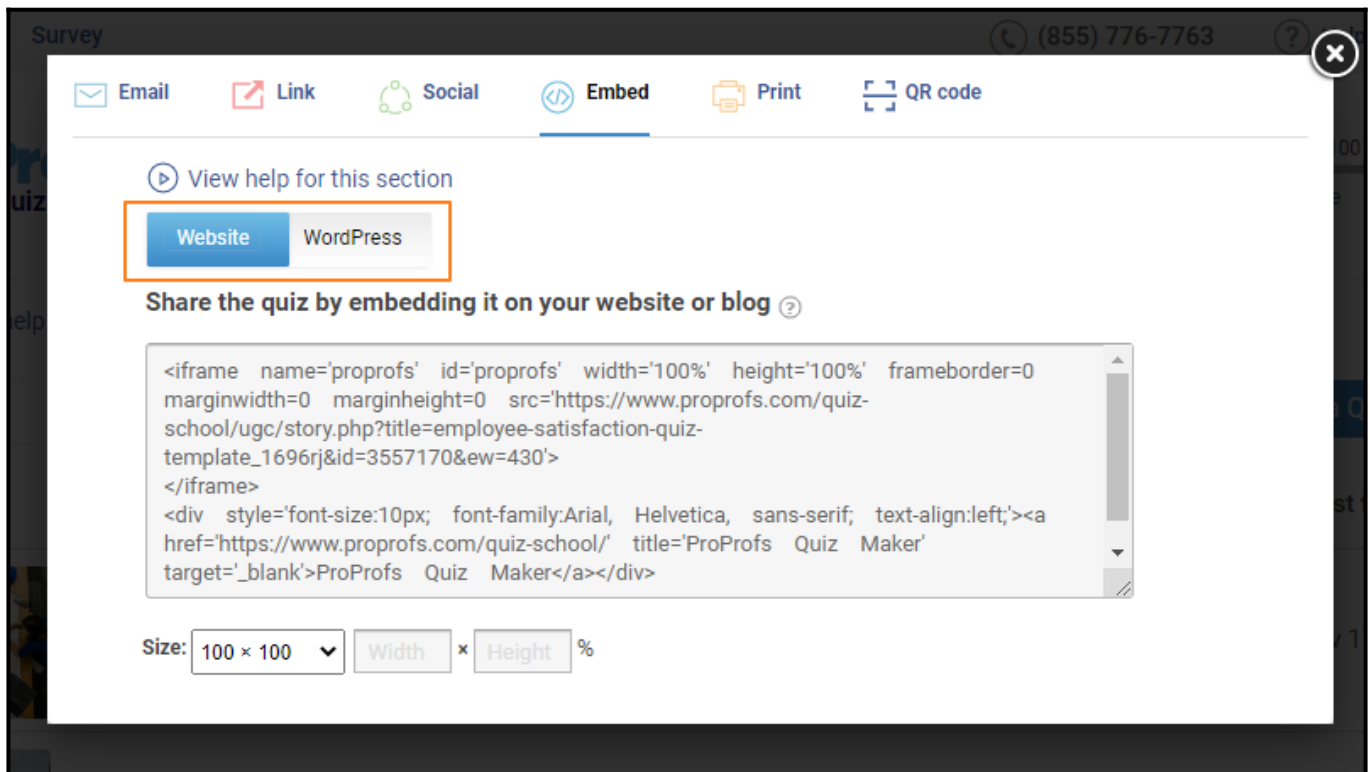 Survey
(855) 776-7763
?
Email Link Social Embed Print QR code
00
uiz
View help for this section
Website WordPress
Share the quiz by embedding it on your website or blog ?
help
<iframe name='proprofs' id='proprofs' width='100%' height='100%' frameborder=0
marginwidth=0 marginheight=0 src='https://www.proprofs.com/quiz-
school/ugc/story.php?title=employee-satisfaction-quiz-
template_1696rj&id=3557170&ew=430'>
</iframe>
<div style='font-size:10px; font-family:Arial, Helvetica, sans-serif; text-align:left;'><a
href='https://www.proprofs.com/quiz-school/' title='ProProfs Quiz Maker'
target='_blank'>ProProfs Quiz Maker</a></div>
Size: 100 × 100 Width × Height %